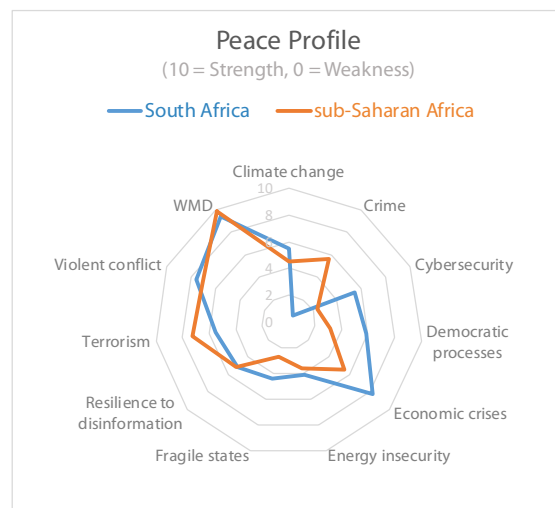 Peace Profile
(10 = Strength, 0 = Weakness)
South Africa
sub-Saharan Africa
Climate change
10
8
6
4
2
0
Crime
Cybersecurity
Democratic
processes
Economic crises
Energy insecurity
Fragile states
Resilience to
disinformation
Terrorism
Violent conflict
WMD